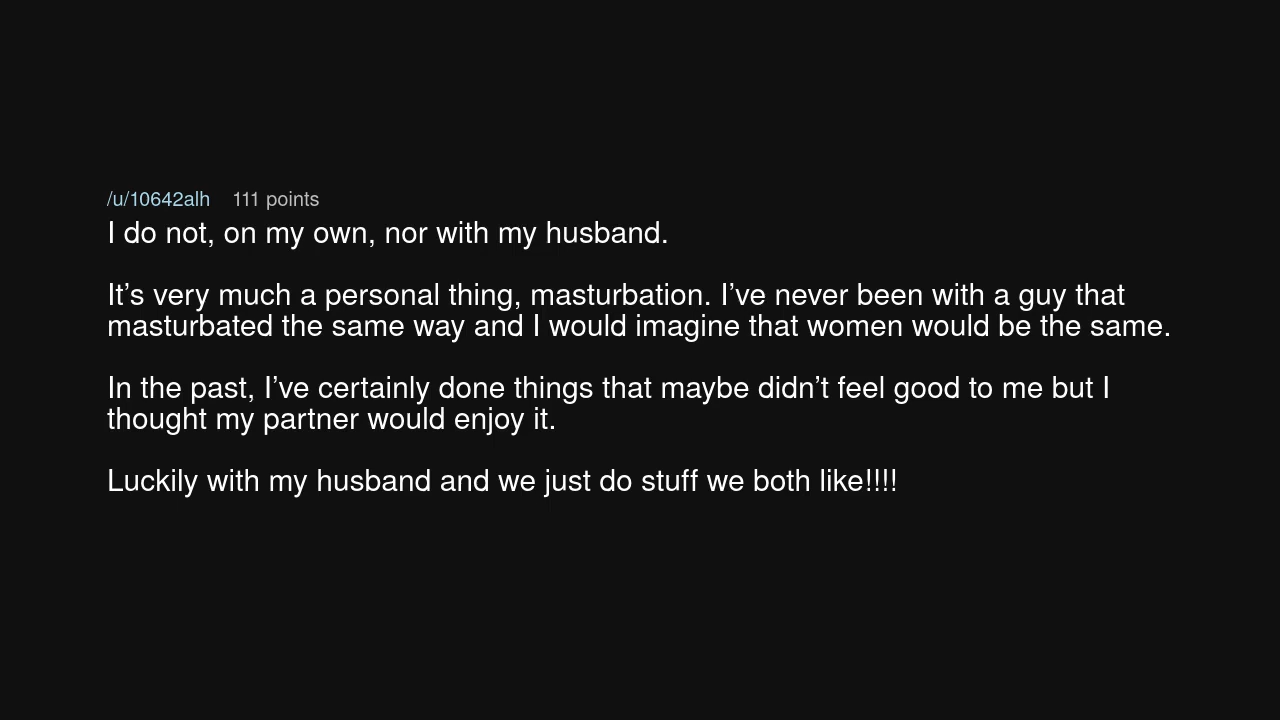 /u/10642alh 111 points
I do not, on my own, nor with my husband.
It’s very much a personal thing, masturbation. I’ve never been with a guy that
masturbated the same way and I would imagine that women would be the same.
In the past, I’ve certainly done things that maybe didn’t feel good to me but I
thought my partner would enjoy it.
Luckily with my husband and we just do stuff we both like!!!!